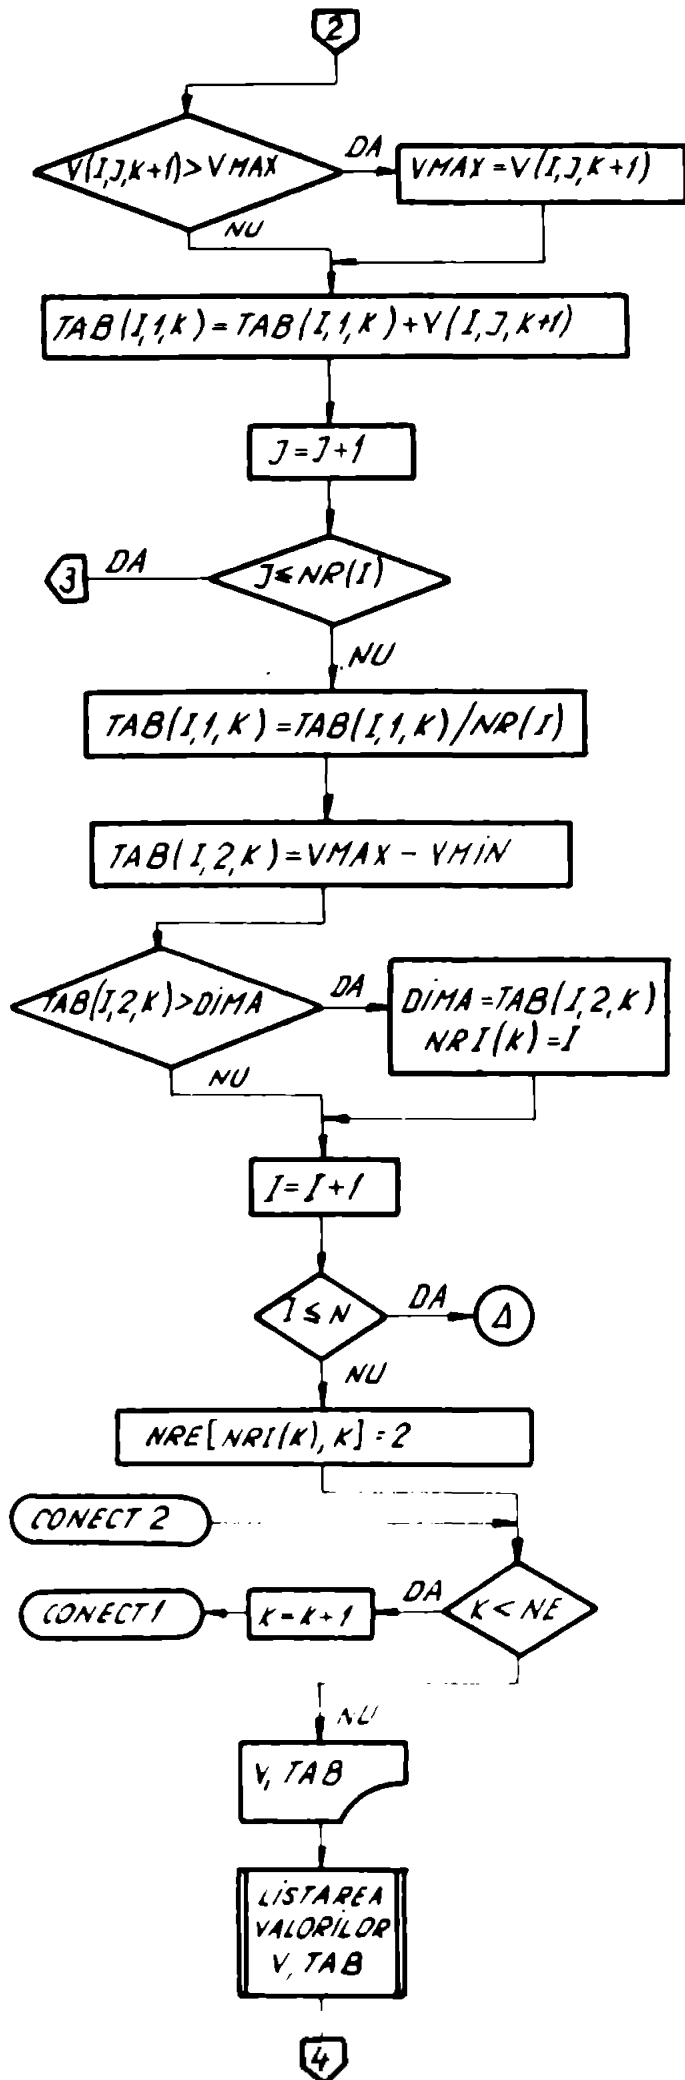 2
V(I,J,K+1)>VMAX
DA
VMAX=V(I,J,K+1)
NU
TAB(I,1,K)=TAB(I,1,K)+V(I,J,K+1)
J=J+1
3
DA
J≤NR(I)
NU
TAB(I,1,K)=TAB(I,1,K)/NR(I)
TAB(I,2,K)=VMAX - VMIN
TAB(I,2,K)>DIMA
DA
DIMA=TAB(I,2,K)
NRI(K)=I
NU
I=I+1
I≤N
DA
Δ
NU
NRE[NRI(K),K]=2
CONECT 2
CONECT 1
K=K+1
DA
K<NE
NU
V, TAB
LISTAREA
VALORILOR
V, TAB
4